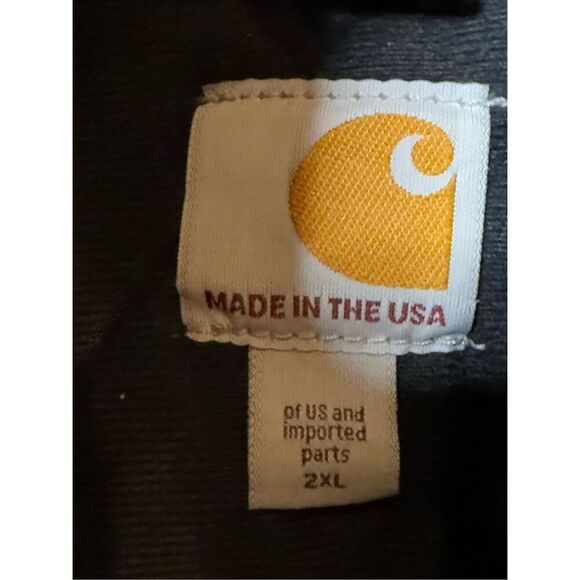 MADE IN THE USA
of US and
imported
parts
2XL